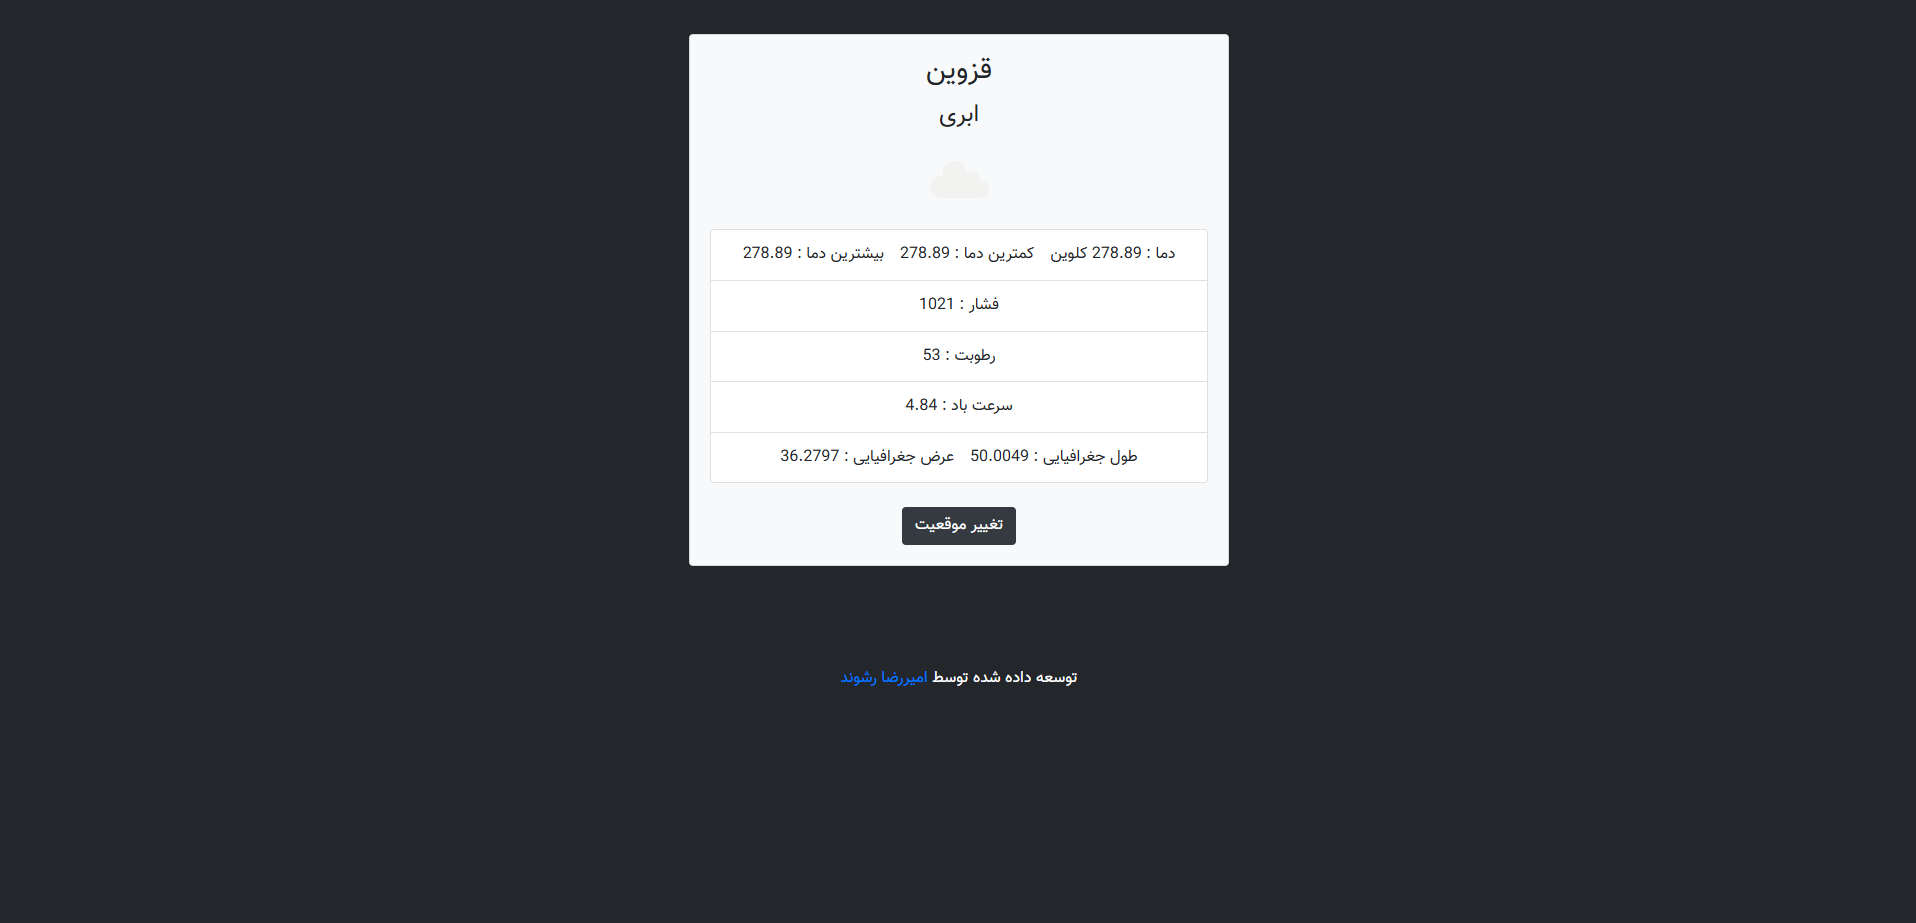 قزوین
ابری
دما : 278.89 کلوین کمترین دما : 278.89 بیشترین دما : 278.89
فشار : 1021
رطوبت : 53
سرعت باد : 4.84
طول جغرافیایی : 50.0049 عرض جغرافیایی : 36.2797
تغییر موقعیت
توسعه داده شده توسط امیررضا رشوند